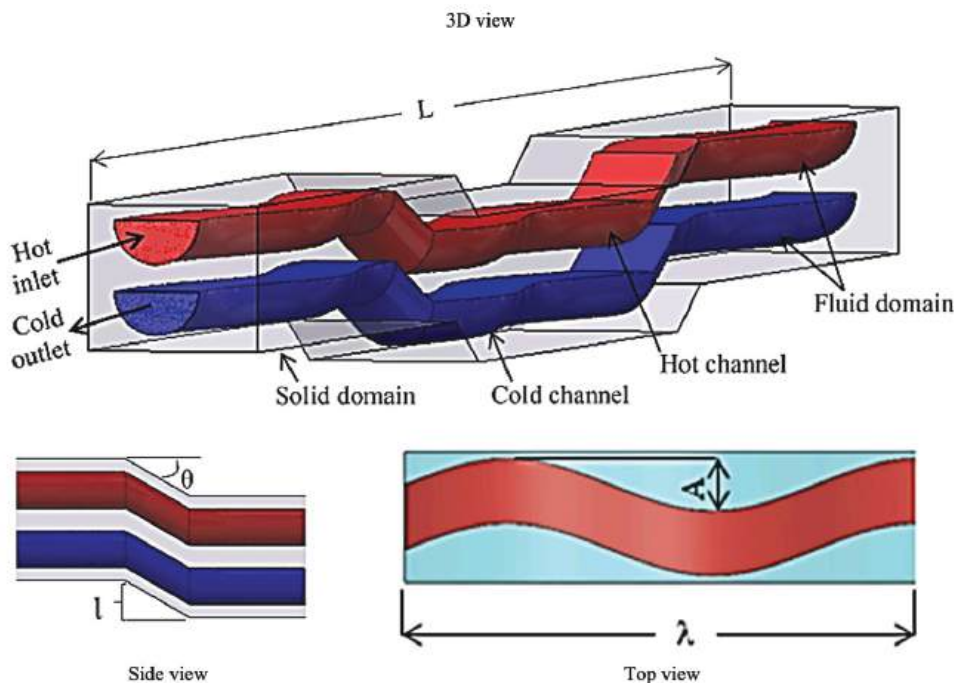 3D view
L
Hot
inlet
Cold
outlet
Fluid domain
Hot channel
Solid domain
Cold channel
θ
l
A
λ
Side view
Top view